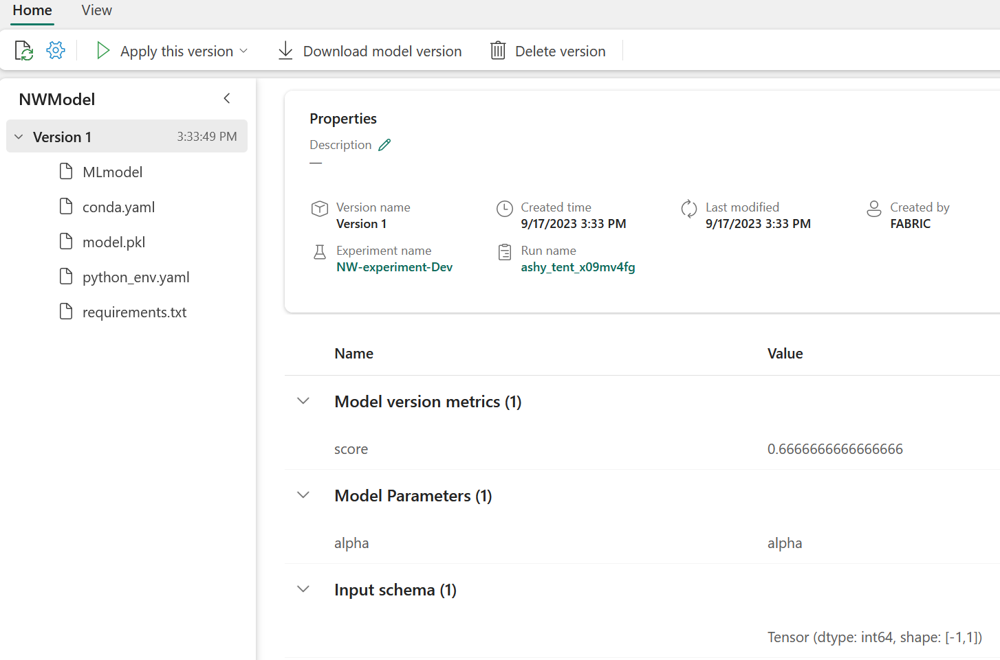 Home View
Apply this version Download model version Delete version
NWModel
Version 1 3:33:49 PM
MLmodel
conda.yaml
model.pkl
python_env.yaml
requirements.txt
Properties
Description
—
Version name Created time Last modified Created by
Version 1 9/17/2023 3:33 PM 9/17/2023 3:33 PM FABRIC
Experiment name Run name
NW-experiment-Dev ashy_tent_x09mv4fg
Name Value
Model version metrics (1)
score 0.6666666666666666
Model Parameters (1)
alpha alpha
Input schema (1)
Tensor (dtype: int64, shape: [-1,1])